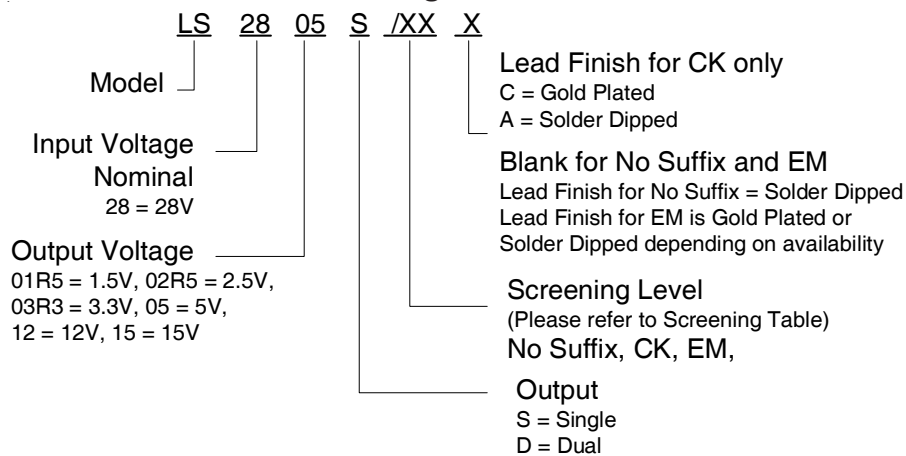 LS 28 05 S /XX X
Model
Input Voltage
Nominal
28 = 28V
Output Voltage
01R5 = 1.5V, 02R5 = 2.5V,
03R3 = 3.3V, 05 = 5V,
12 = 12V, 15 = 15V
Lead Finish for CK only
C = Gold Plated
A = Solder Dipped
Blank for No Suffix and EM
Lead Finish for No Suffix = Solder Dipped
Lead Finish for EM is Gold Plated or
Solder Dipped depending on availability
Screening Level
(Please refer to Screening Table)
No Suffix, CK, EM,
Output
S = Single
D = Dual